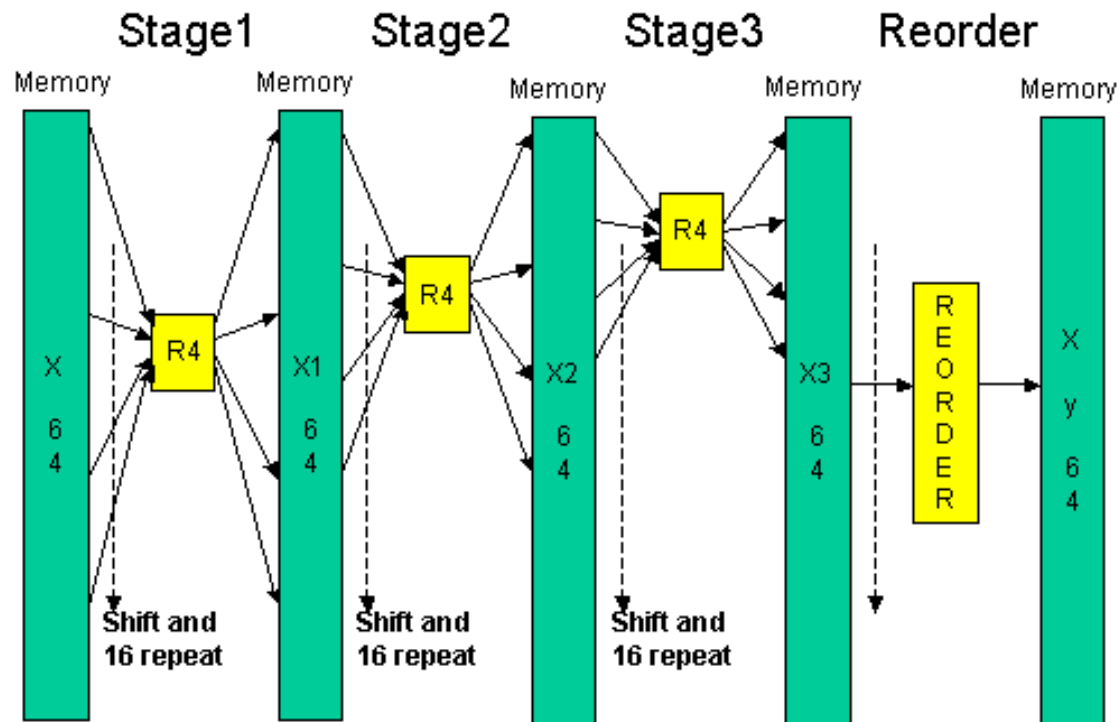 Stage1 Stage2 Stage3 Reorder
Memory Memory Memory Memory Memory
R4
R4
R4
X
6
4
X1
6
4
X2
6
4
X3
6
4
R
E
O
R
D
E
R
X
y
6
4
Shift and
16 repeat
Shift and
16 repeat
Shift and
16 repeat